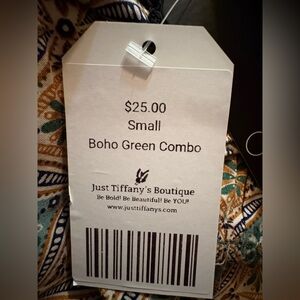 $25.00
Small
Boho Green Combo
Just Tiffany's Boutique
Be Bold! Be Beautiful! Be YOU!
www.justtiffanys.com